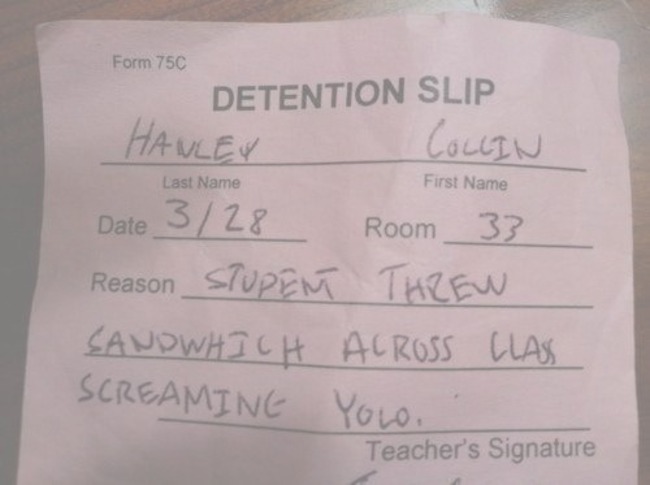 Form 75C
DETENTION SLIP
HANLEY COLLIN
Last Name First Name
Date 3/28 Room 33
Reason STUDENT THREW
SANDWHICH ACROSS CLASS
SCREAMING YOLO.
Teacher's Signature